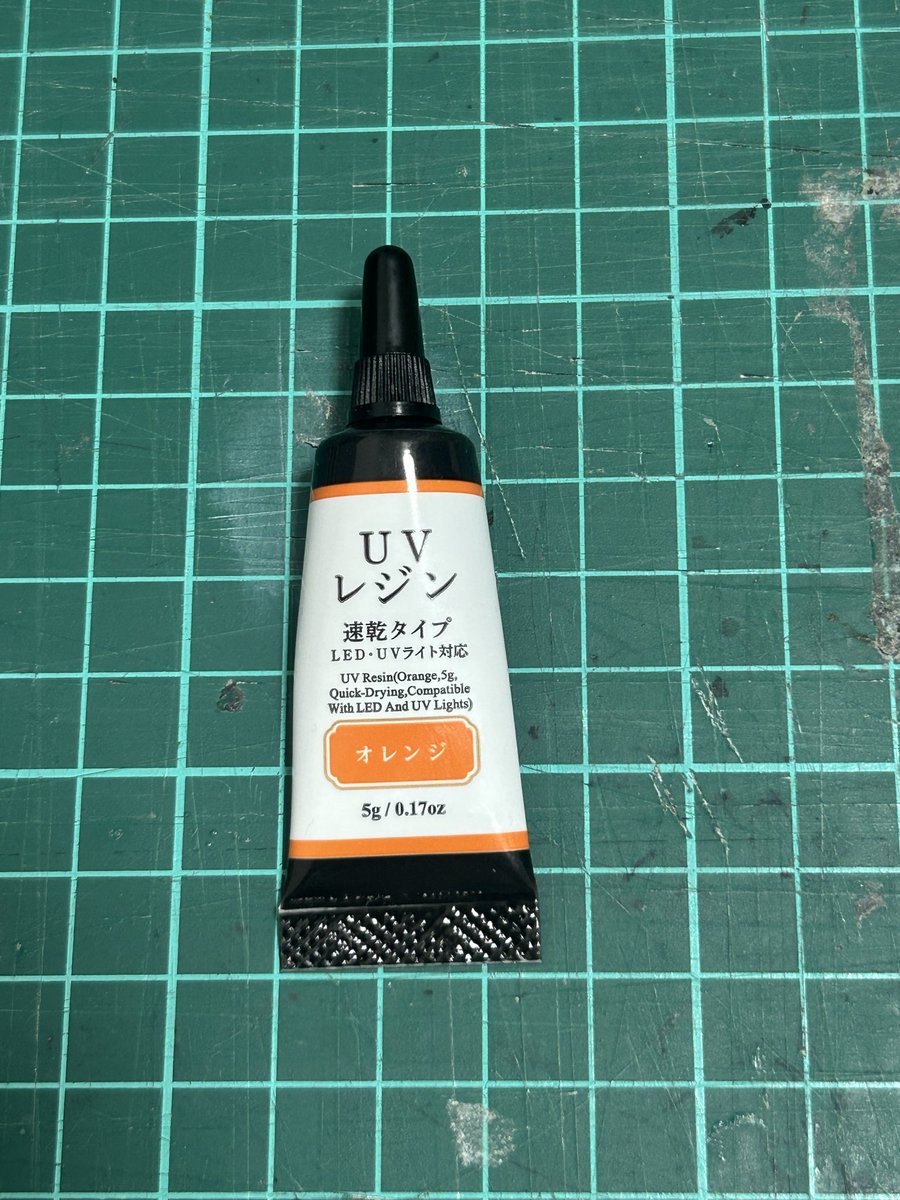 UV
レジン
速乾タイプ
LED・UVライト対応
UV Resin(Orange,5g,
Quick-Drying,Compatible
With LED And UV Lights)
オレンジ
5g / 0.17oz